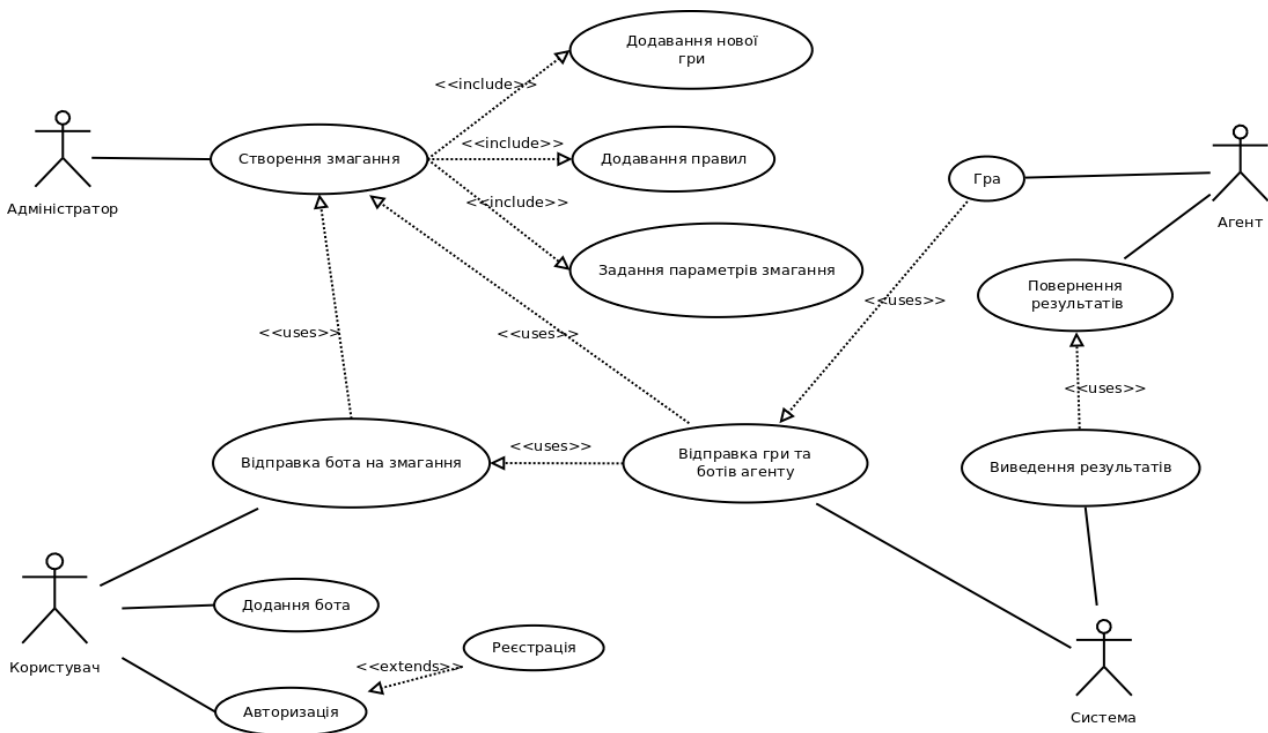 Додавання нової
гри
<<include>>
Створення змагання
<<include>>
Додавання правил
Гра
Адміністратор
<<include>>
Агент
Задання параметрів змагання
Повернення
результатів
<<uses>>
<<uses>>
<<uses>>
<<uses>>
<<uses>>
Відправка бота на змагання
Відправка гри та
ботів агенту
Виведення результатів
Додання бота
Користувач
<<extends>>
Реєстрація
Авторизація
Система